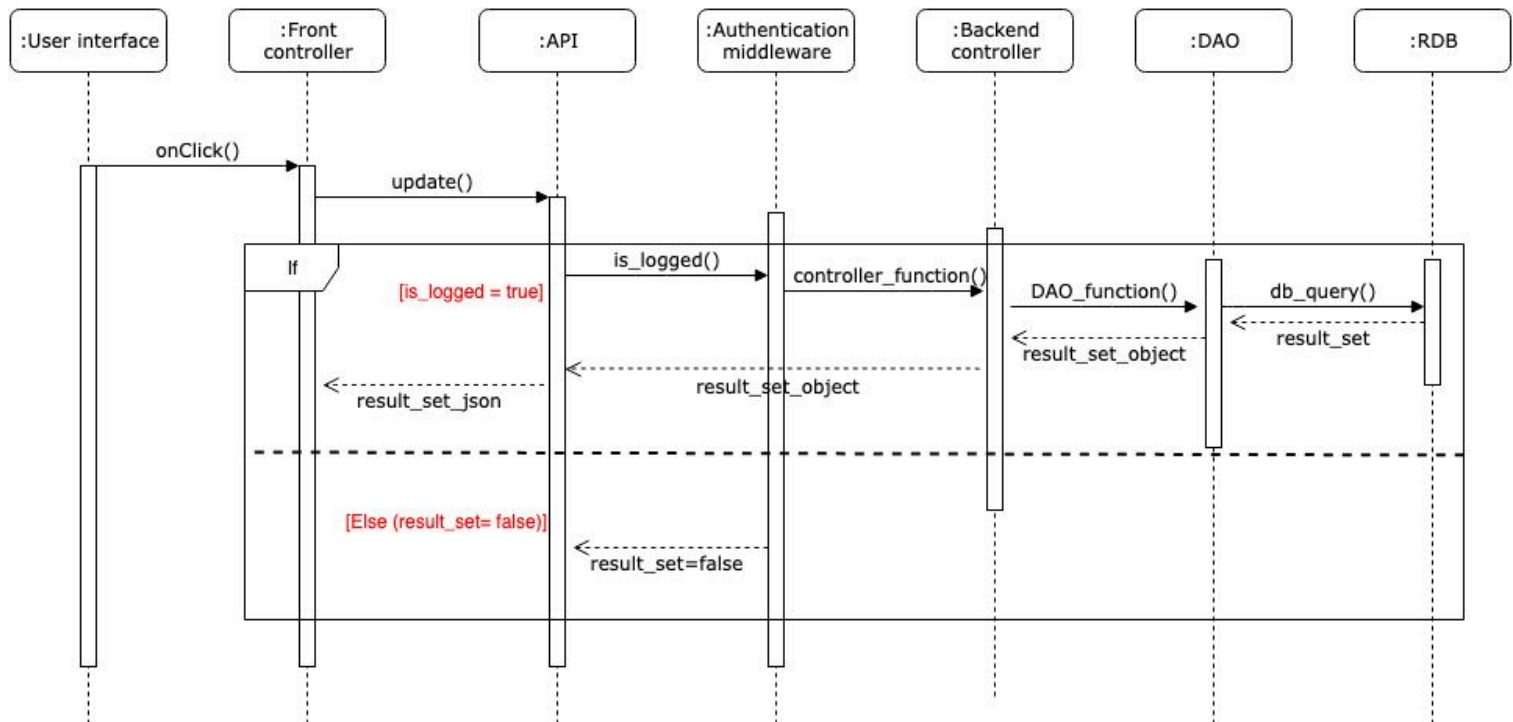 :User interface
:Front
controller
:API
:Authentication
middleware
:Backend
controller
:DAO
:RDB
onClick()
update()
If
is_logged()
[is_logged = true]
controller_function()
DAO_function()
db_query()
result_set
result_set_object
result_set_object
result_set_json
[Else (result_set= false)]
result_set=false